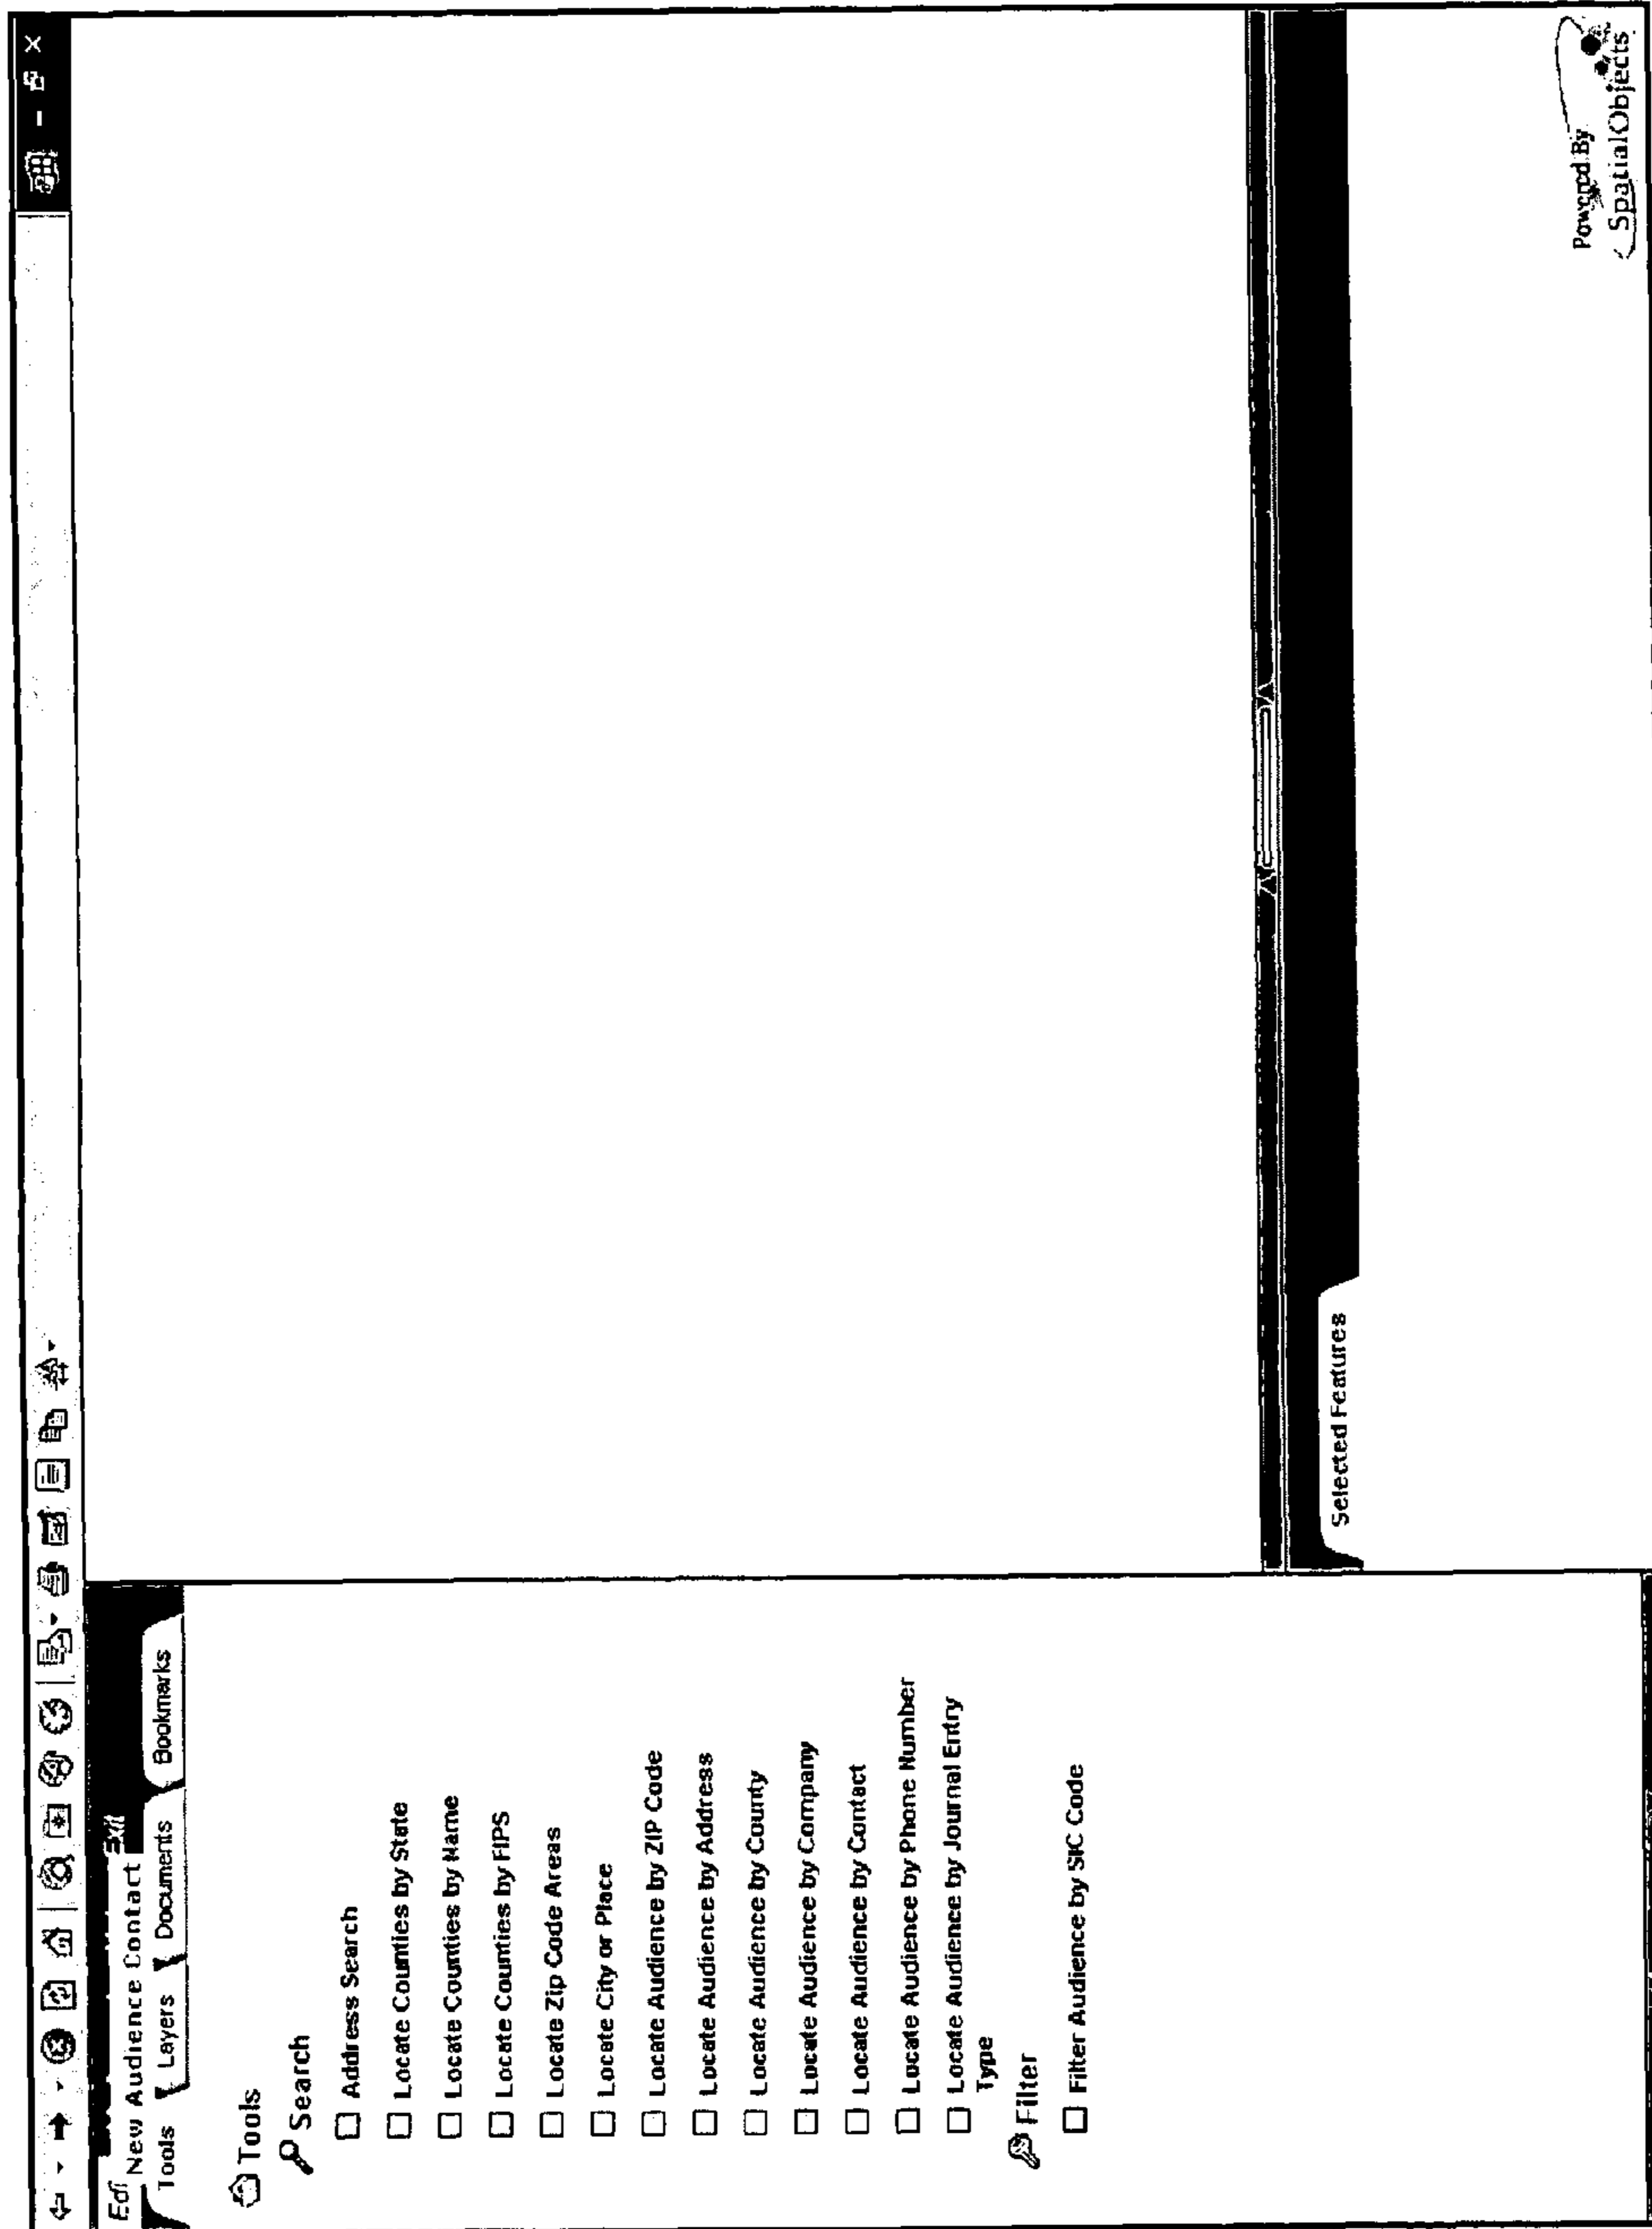 Edi
Exit
New Audience Contact
Tools
Layers
Documents
Bookmarks
Tools
Search
Address Search
Locate Counties by State
Locate Counties by Name
Locate Counties by FIPS
Locate Zip Code Areas
Locate City or Place
Locate Audience by ZIP Code
Locate Audience by Address
Locate Audience by County
Locate Audience by Company
Locate Audience by Contact
Locate Audience by Phone Number
Locate Audience by Journal Entry
Type
Filter
Filter Audience by SIC Code
Selected Features
Powered By
SpatialObjects